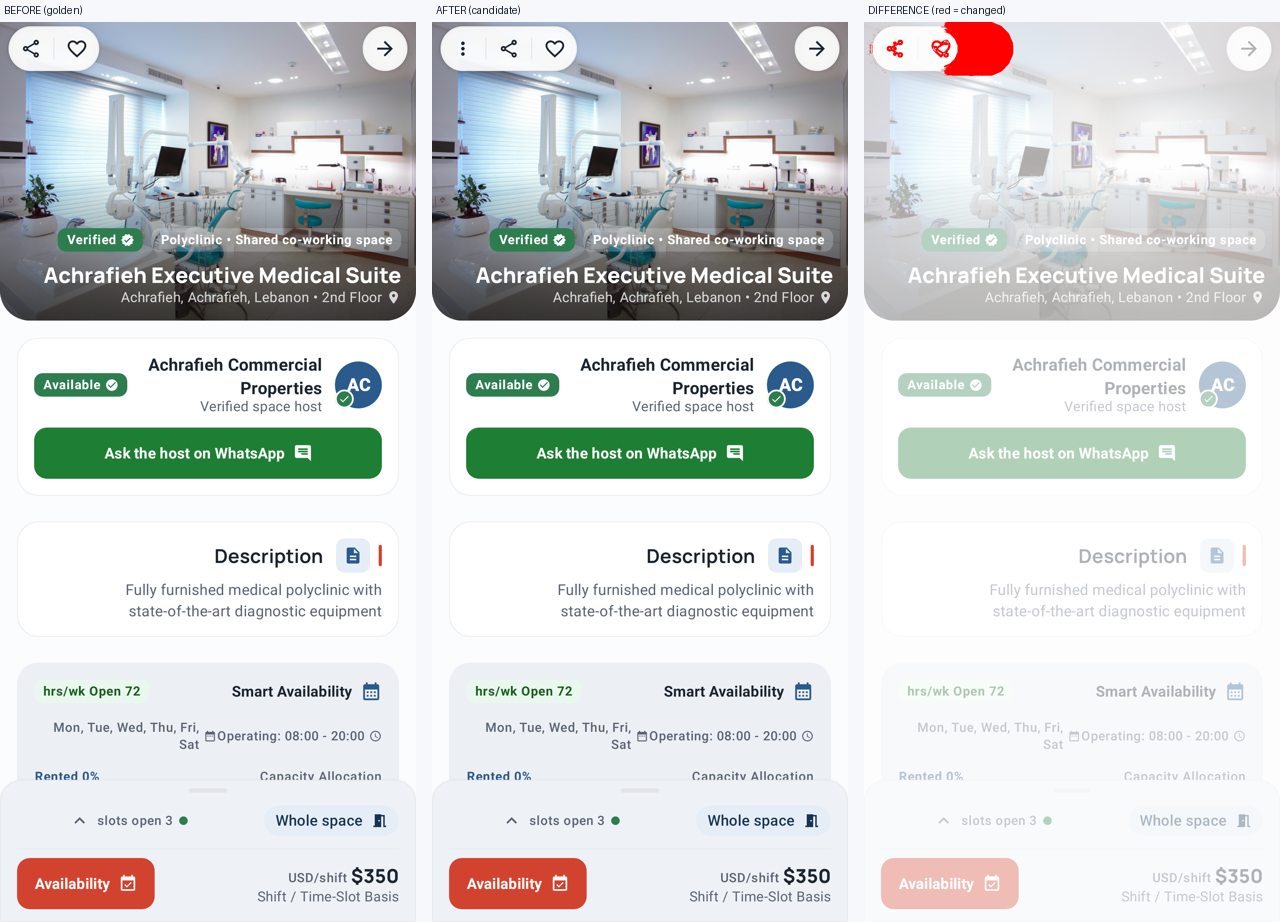 BEFORE (golden)
AFTER (candidate)
DIFFERENCE (red = changed)
Verified
Polyclinic • Shared co-working space
Achrafieh Executive Medical Suite
Achrafieh, Achrafieh, Lebanon • 2nd Floor
Available
Achrafieh Commercial
Properties
Verified space host
AC
Ask the host on WhatsApp
Description
Fully furnished medical polyclinic with
state-of-the-art diagnostic equipment
hrs/wk Open 72
Smart Availability
Mon, Tue, Wed, Thu, Fri,
Sat
Operating: 08:00 - 20:00
Rented 0%
Capacity Allocation
slots open 3
Whole space
Availability
USD/shift $350
Shift / Time-Slot Basis
Verified
Polyclinic • Shared co-working space
Achrafieh Executive Medical Suite
Achrafieh, Achrafieh, Lebanon • 2nd Floor
Available
Achrafieh Commercial
Properties
Verified space host
AC
Ask the host on WhatsApp
Description
Fully furnished medical polyclinic with
state-of-the-art diagnostic equipment
hrs/wk Open 72
Smart Availability
Mon, Tue, Wed, Thu, Fri,
Sat
Operating: 08:00 - 20:00
Rented 0%
Capacity Allocation
slots open 3
Whole space
Availability
USD/shift $350
Shift / Time-Slot Basis
Verified
Polyclinic • Shared co-working space
Achrafieh Executive Medical Suite
Achrafieh, Achrafieh, Lebanon • 2nd Floor
Available
Achrafieh Commercial
Properties
Verified space host
AC
Ask the host on WhatsApp
Description
Fully furnished medical polyclinic with
state-of-the-art diagnostic equipment
hrs/wk Open 72
Smart Availability
Mon, Tue, Wed, Thu, Fri,
Sat
Operating: 08:00 - 20:00
Rented 0%
Capacity Allocation
slots open 3
Whole space
Availability
USD/shift $350
Shift / Time-Slot Basis